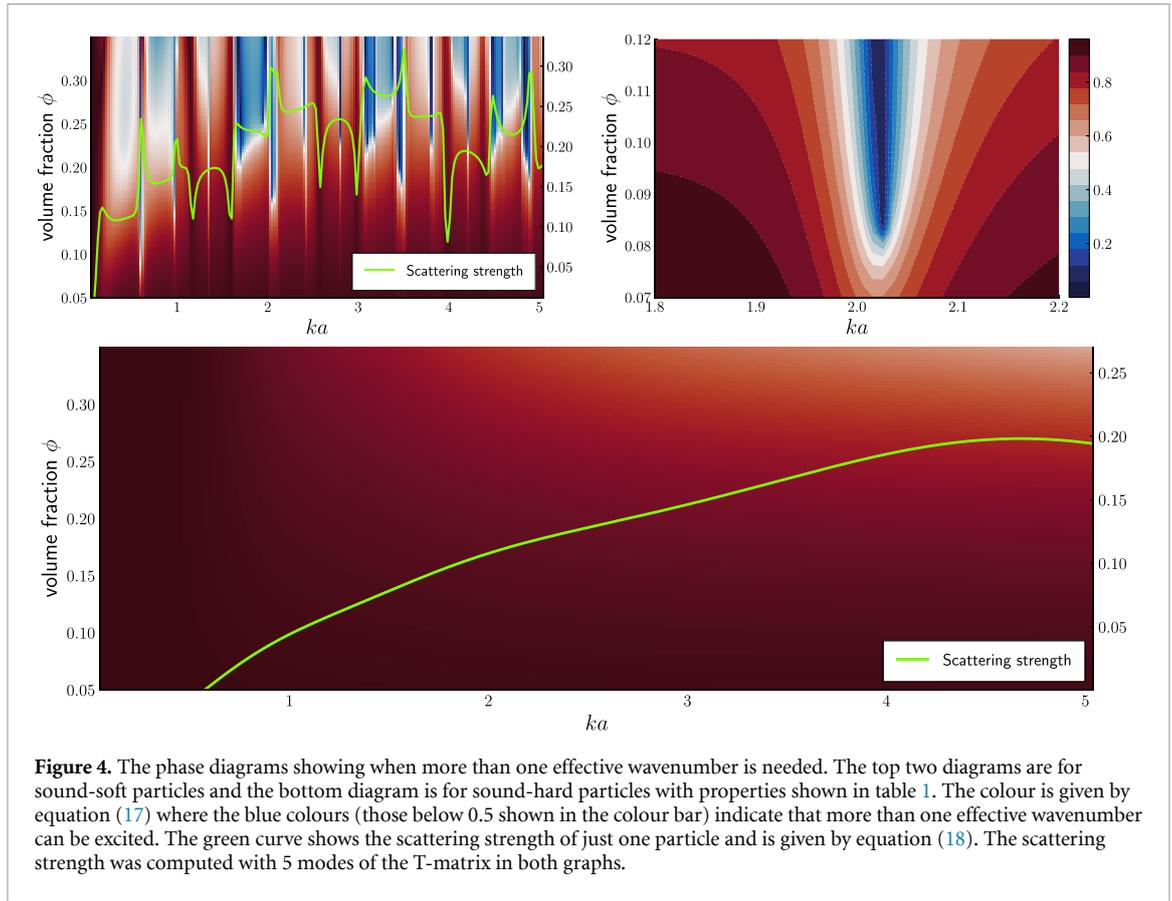 volume fraction ϕ
0.30
0.25
0.20
0.15
0.10
0.05
0.30
0.25
0.20
0.15
0.10
0.05
Scattering strength
1 2 3 4 5
ka
volume fraction ϕ
0.12
0.11
0.10
0.09
0.08
0.07
1.8 1.9 2.0 2.1 2.2
ka
0.8
0.6
0.4
0.2
volume fraction ϕ
0.30
0.25
0.20
0.15
0.10
0.05
0.25
0.20
0.15
0.10
0.05
Scattering strength
1 2 3 4 5
ka
Figure 4. The phase diagrams showing when more than one effective wavenumber is needed. The top two diagrams are for
sound-soft particles and the bottom diagram is for sound-hard particles with properties shown in table 1. The colour is given by
equation (17) where the blue colours (those below 0.5 shown in the colour bar) indicate that more than one effective wavenumber
can be excited. The green curve shows the scattering strength of just one particle and is given by equation (18). The scattering
strength was computed with 5 modes of the T-matrix in both graphs.